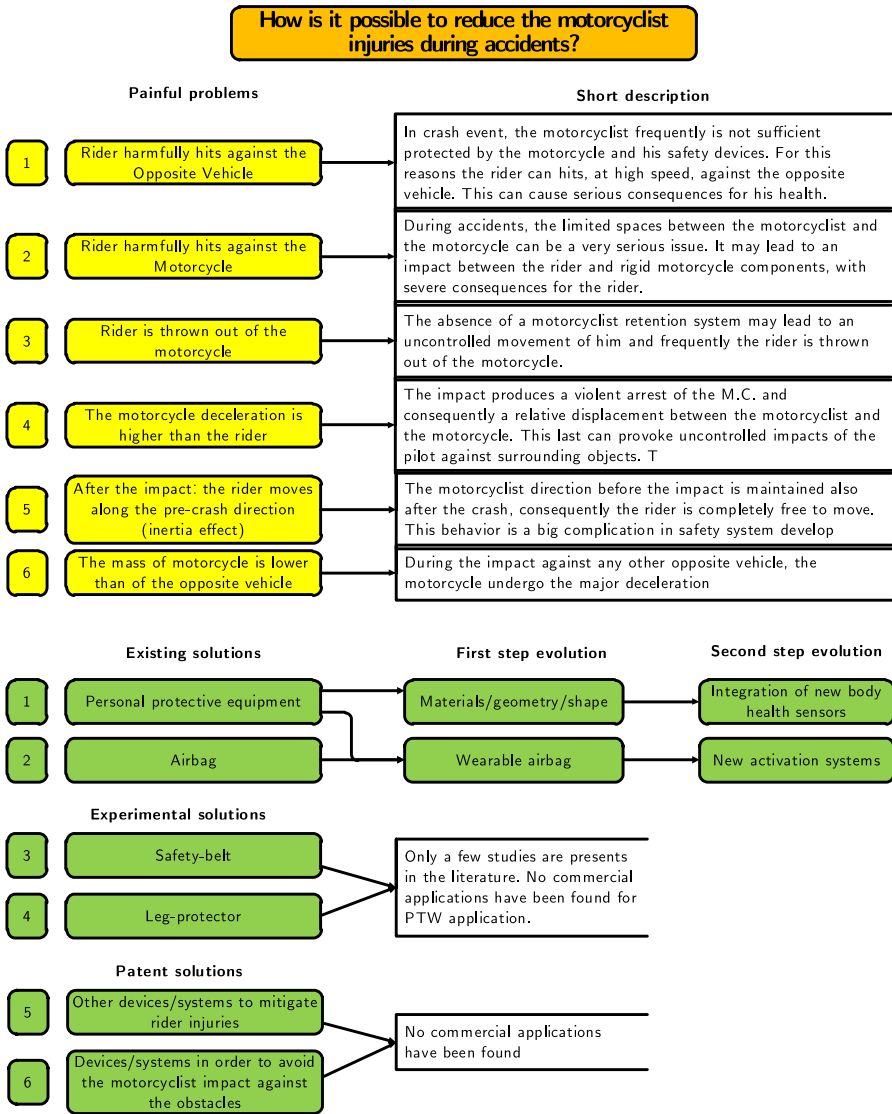 How is it possible to reduce the motorcyclist
injuries during accidents?
Painful problems
Short description
1
Rider harmfully hits against the
Opposite Vehicle
In crash event, the motorcyclist frequently is not sufficient
protected by the motorcycle and his safety devices. For this
reasons the rider can hits, at high speed, against the opposite
vehicle. This can cause serious consequences for his health.
2
Rider harmfully hits against the
Motorcycle
During accidents, the limited spaces between the motorcyclist and
the motorcycle can be a very serious issue. It may lead to an
impact between the rider and rigid motorcycle components, with
severe consequences for the rider.
3
Rider is thrown out of the
motorcycle
The absence of a motorcyclist retention system may lead to an
uncontrolled movement of him and frequently the rider is thrown
out of the motorcycle.
4
The motorcycle deceleration is
higher than the rider
The impact produces a violent arrest of the M.C. and
consequently a relative displacement between the motorcyclist and
the motorcycle. This last can provoke uncontrolled impacts of the
pilot against surrounding objects. T
5
After the impact: the rider moves
along the pre-crash direction
(inertia effect)
The motorcyclist direction before the impact is maintained also
after the crash, consequently the rider is completely free to move.
This behavior is a big complication in safety system develop
6
The mass of motorcycle is lower
than of the opposite vehicle
During the impact against any other opposite vehicle, the
motorcycle undergo the major deceleration
Existing solutions
First step evolution
Second step evolution
1
Personal protective equipment
Materials/geometry/shape
Integration of new body
health sensors
2
Airbag
Wearable airbag
New activation systems
Experimental solutions
3
Safety-belt
4
Leg-protector
Only a few studies are presents
in the literature. No commercial
applications have been found for
PTW application.
Patent solutions
5
Other devices/systems to mitigate
rider injuries
6
Devices/systems in order to avoid
the motorcyclist impact against
the obstacles
No commercial applications
have been found